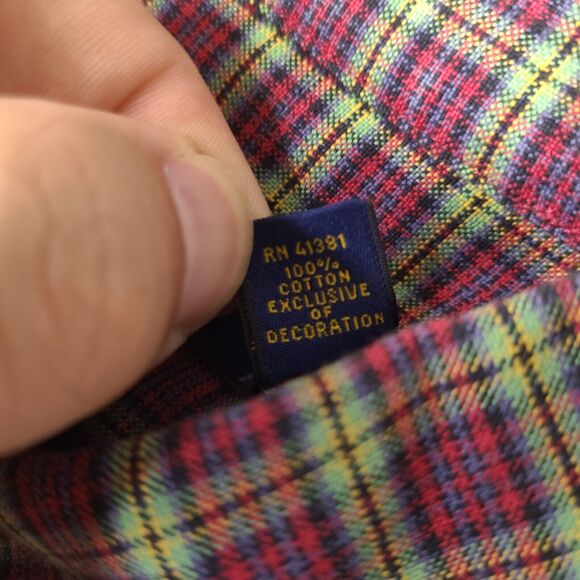 RN 41381
100%
COTTON
EXCLUSIVE
OF
DECORATION